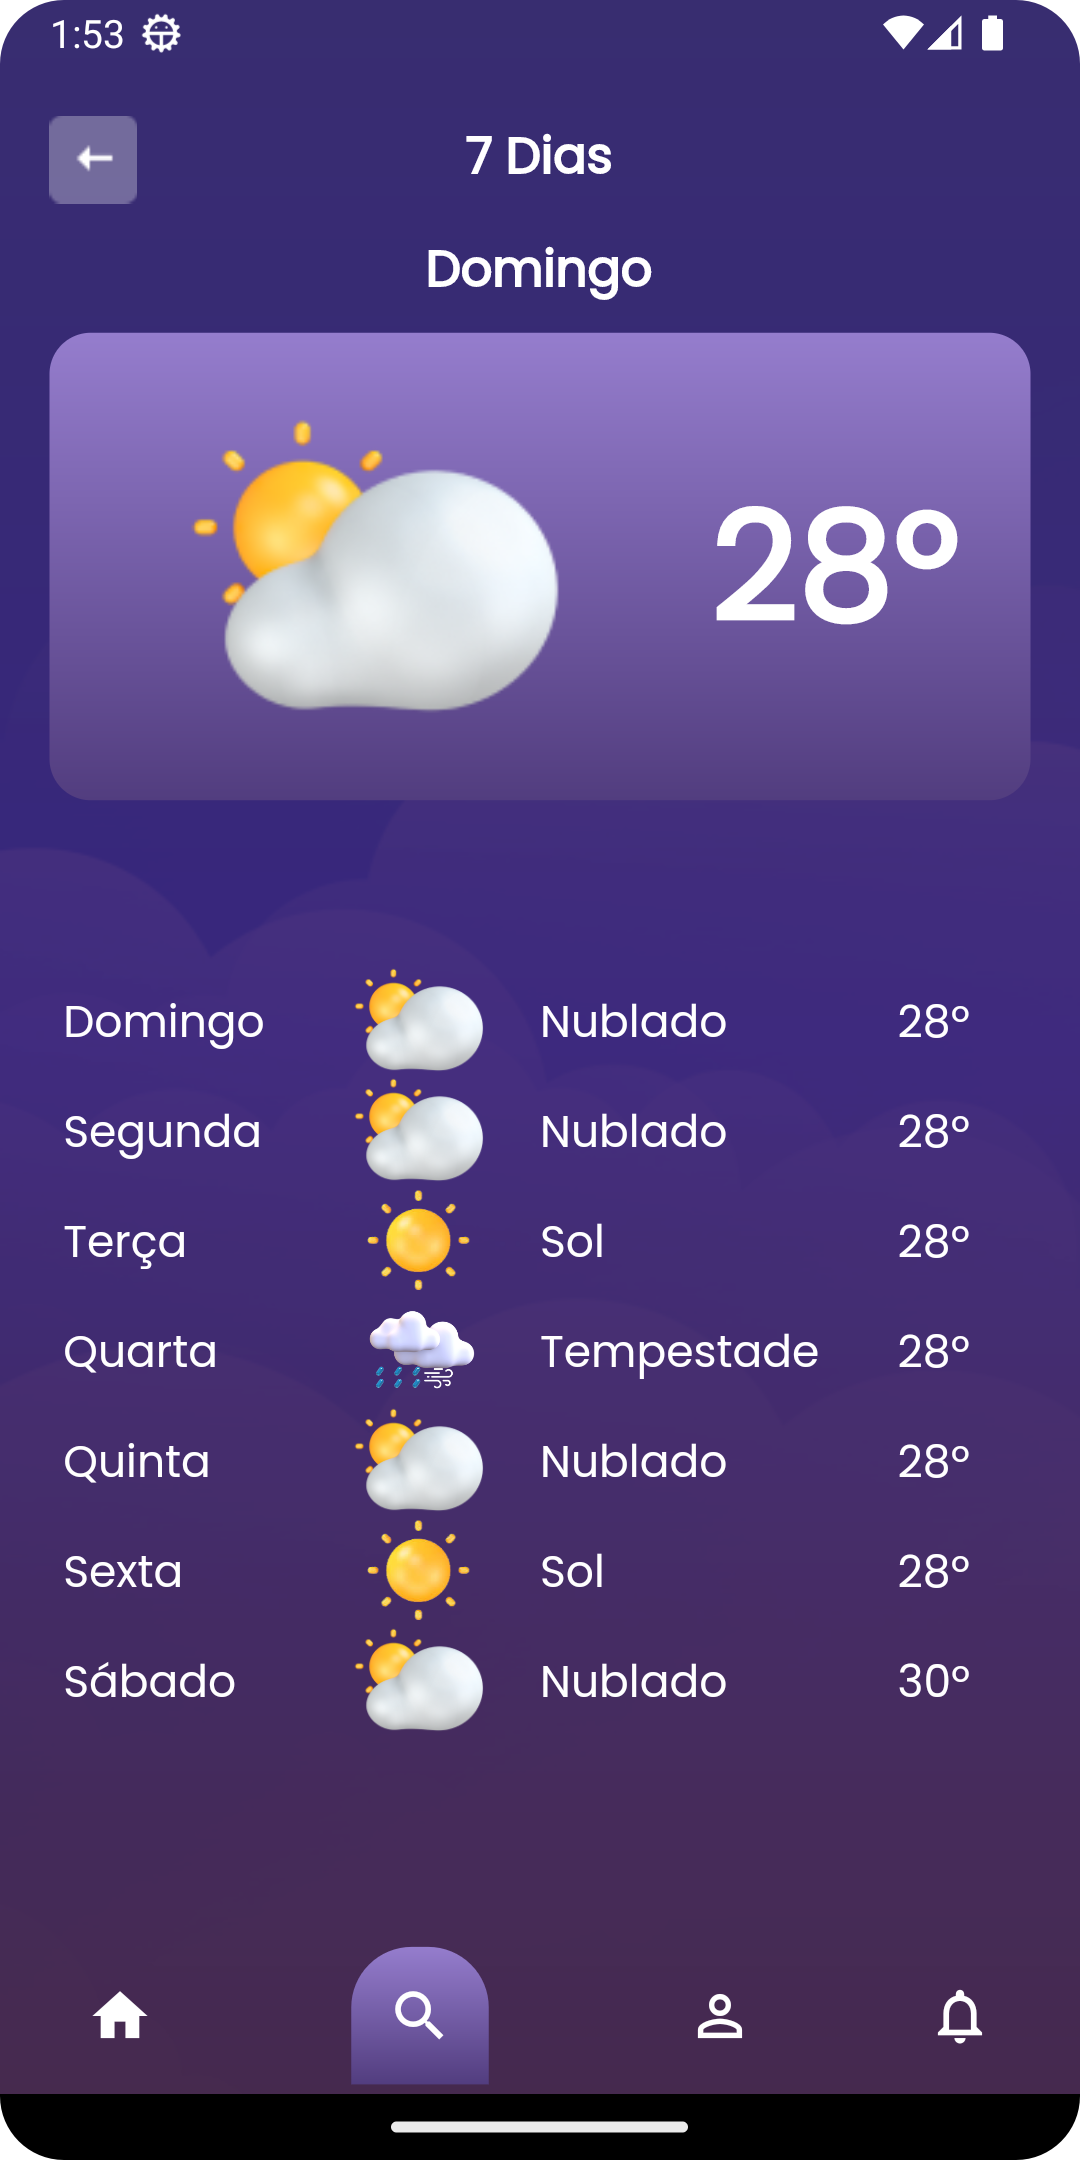 1:53
7 Dias
Domingo
28°
Domingo Nublado 28°
Segunda Nublado 28°
Terça Sol 28°
Quarta Tempestade 28°
Quinta Nublado 28°
Sexta Sol 28°
Sábado Nublado 30°